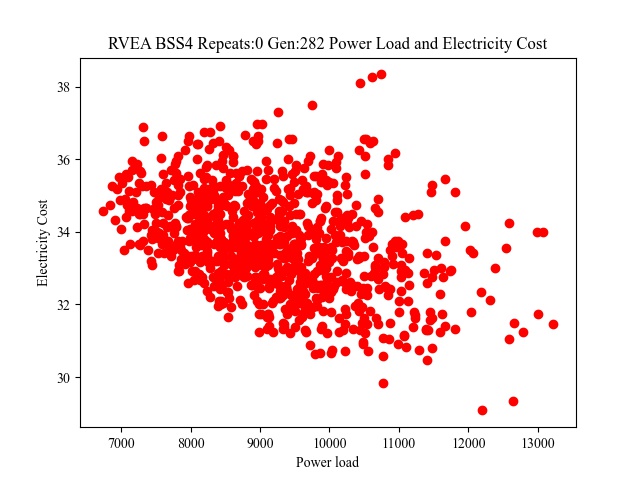 RVEA BSS4 Repeats:0 Gen:282 Power Load and Electricity Cost
38
36
34
32
30
Electricity Cost
7000 8000 9000 10000 11000 12000 13000
Power load